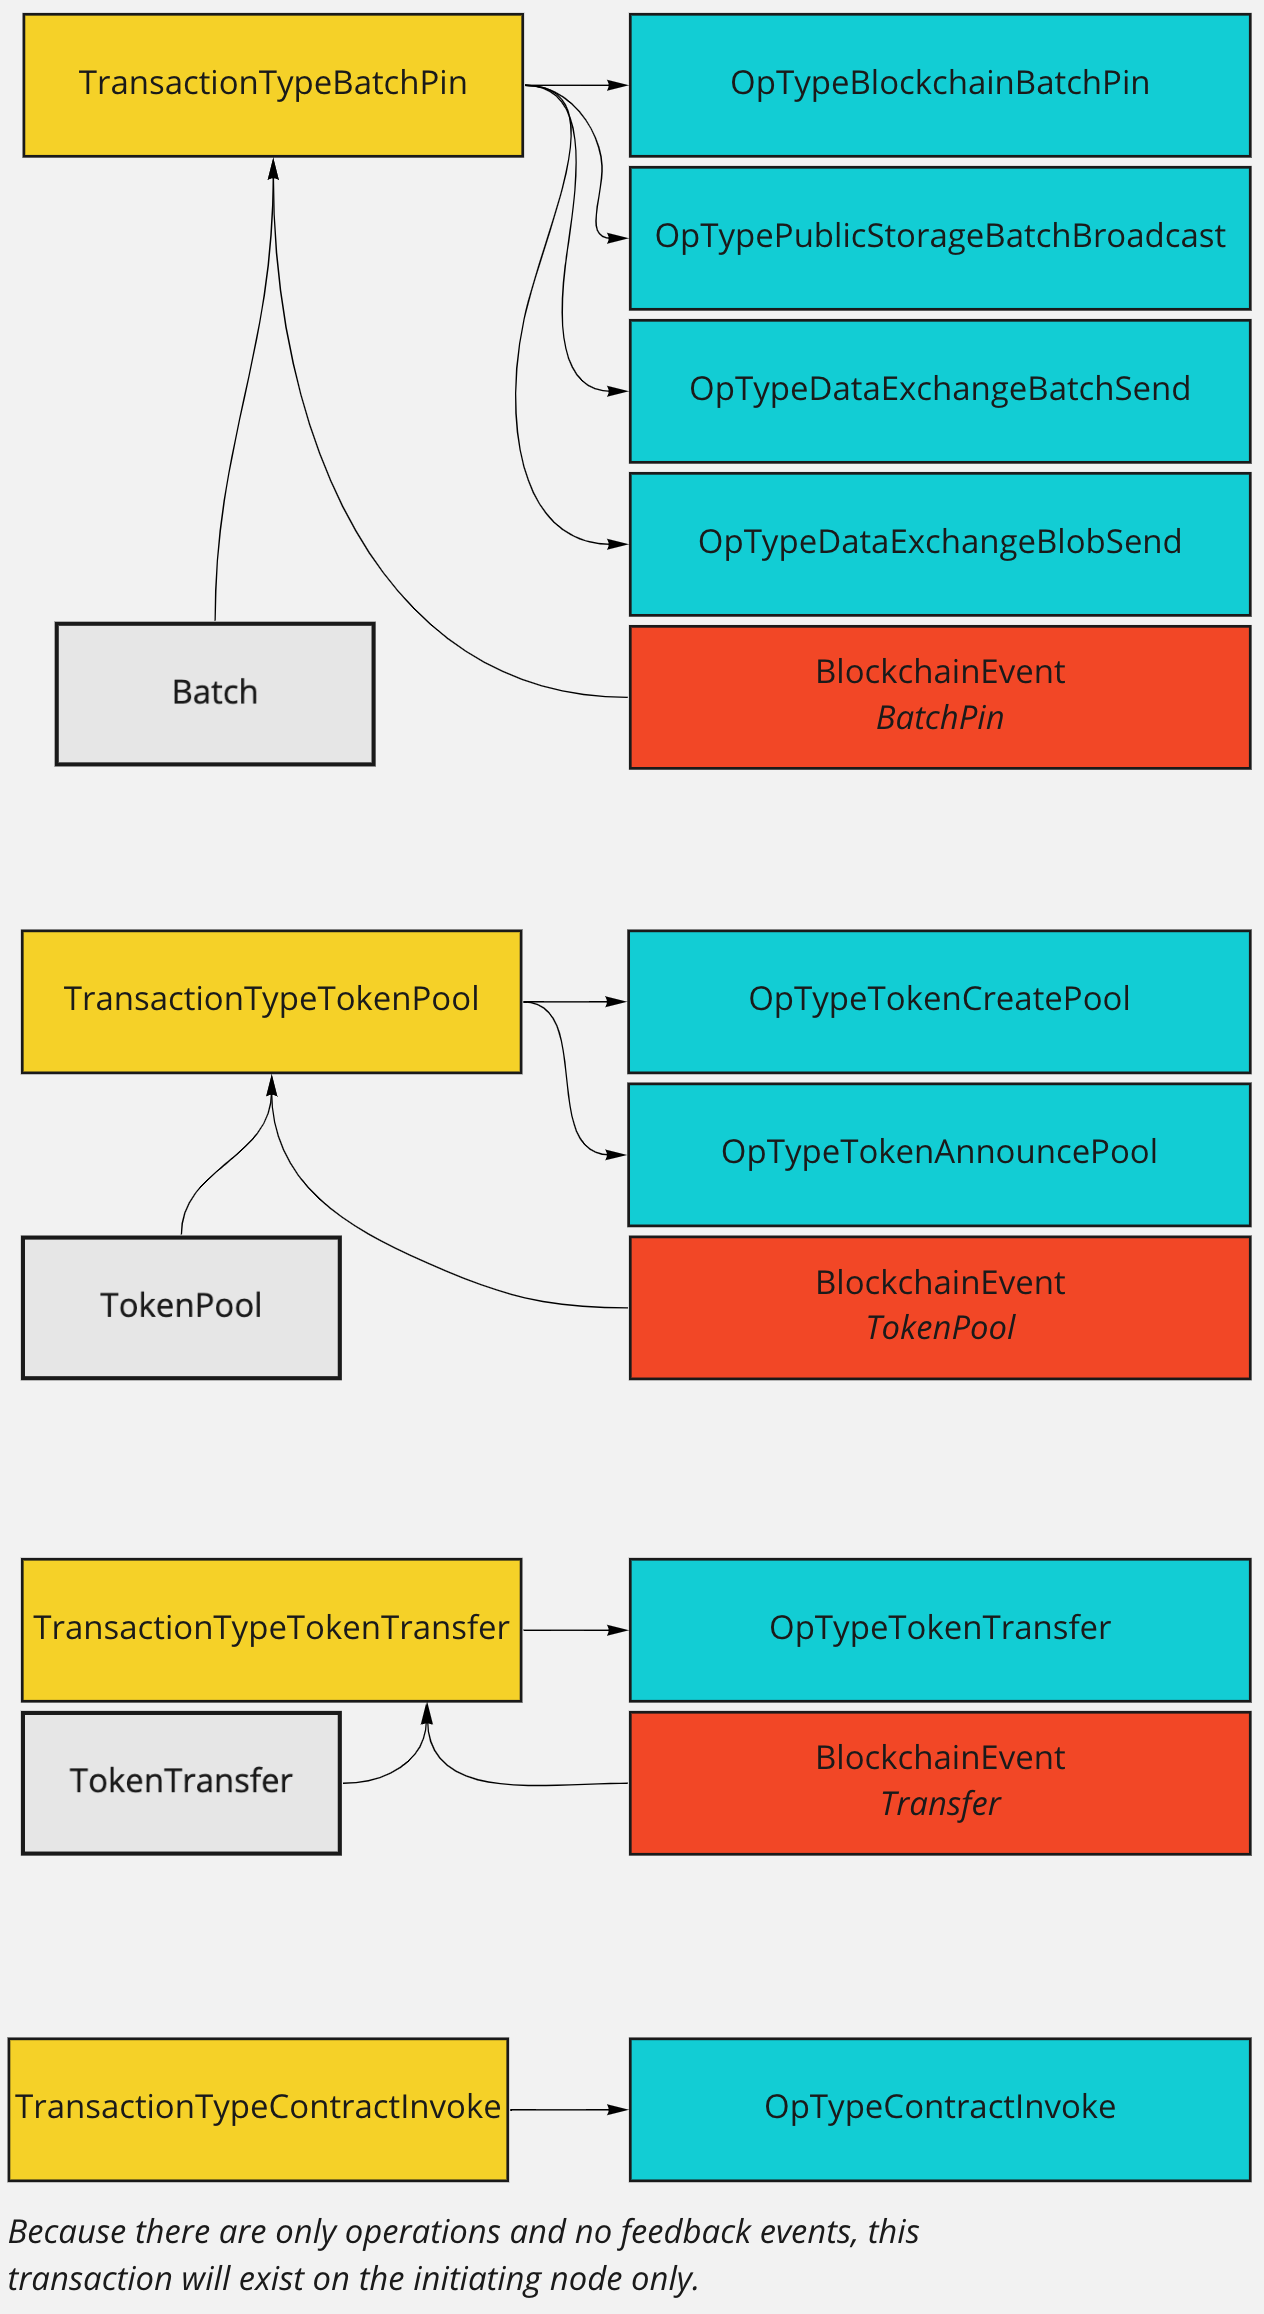 TransactionTypeBatchPin
OpTypeBlockchainBatchPin
OpTypePublicStorageBatchBroadcast
OpTypeDataExchangeBatchSend
OpTypeDataExchangeBlobSend
Batch
BlockchainEvent
BatchPin
TransactionTypeTokenPool
OpTypeTokenCreatePool
OpTypeTokenAnnouncePool
TokenPool
BlockchainEvent
TokenPool
TransactionTypeTokenTransfer
OpTypeTokenTransfer
TokenTransfer
BlockchainEvent
Transfer
TransactionTypeContractInvoke
OpTypeContractInvoke
Because there are only operations and no feedback events, this
transaction will exist on the initiating node only.